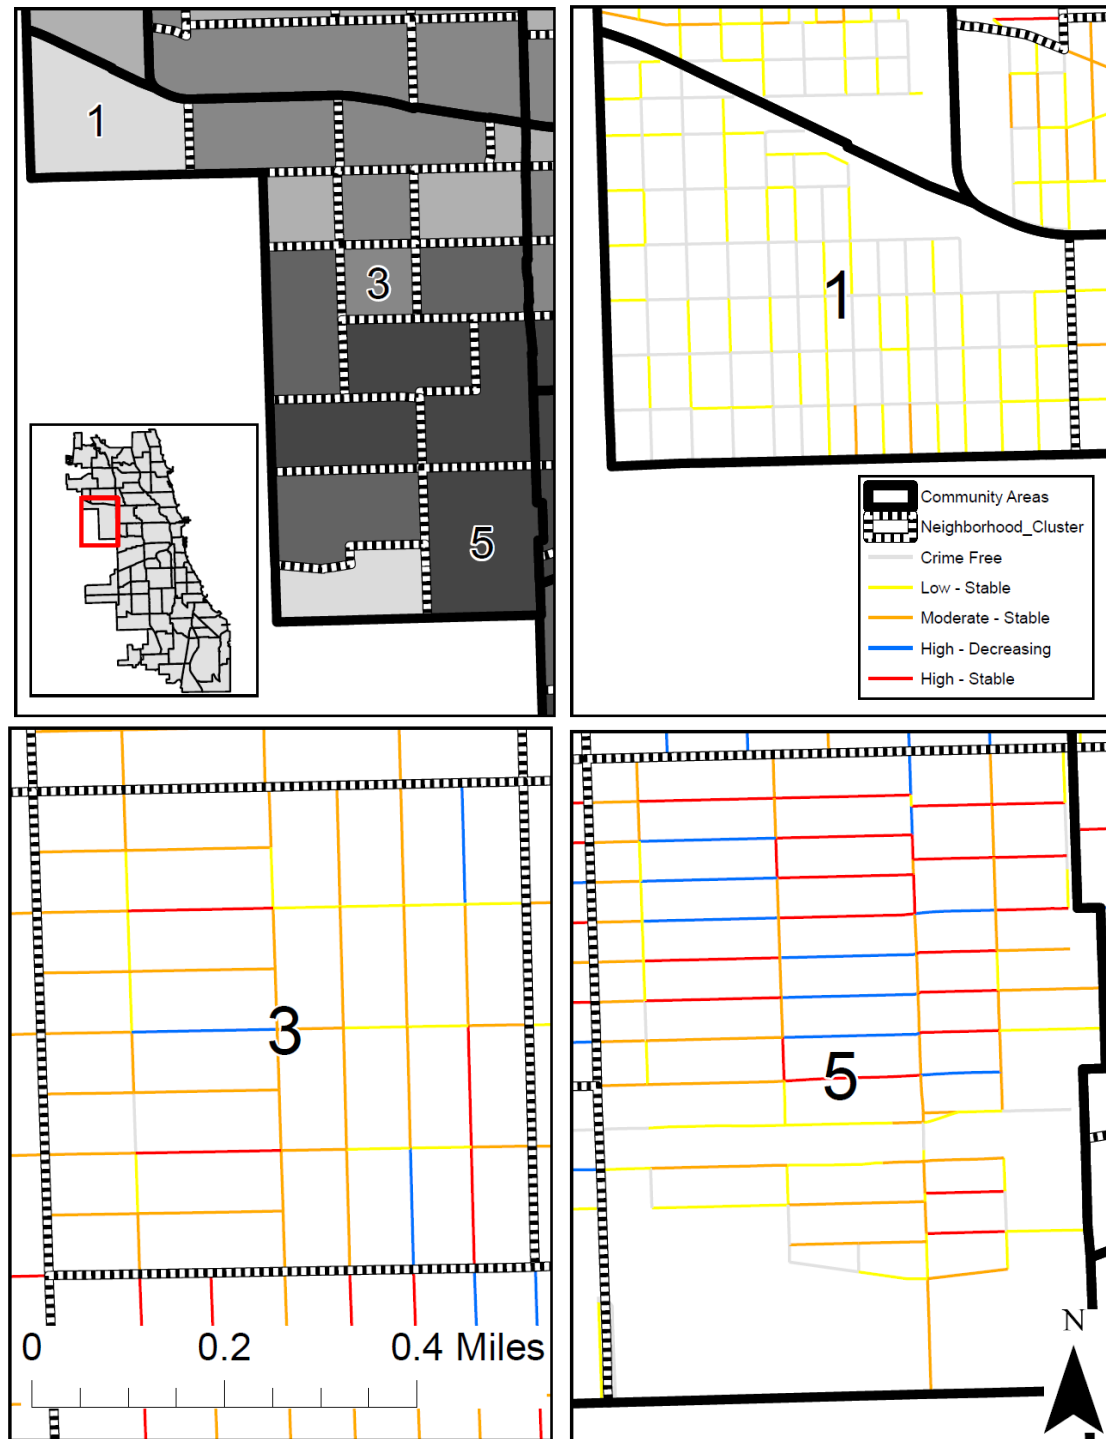 1
3
5
1
Community Areas
Neighborhood_Cluster
Crime Free
Low - Stable
Moderate - Stable
High - Decreasing
High - Stable
3
0 0.2 0.4 Miles
5
N